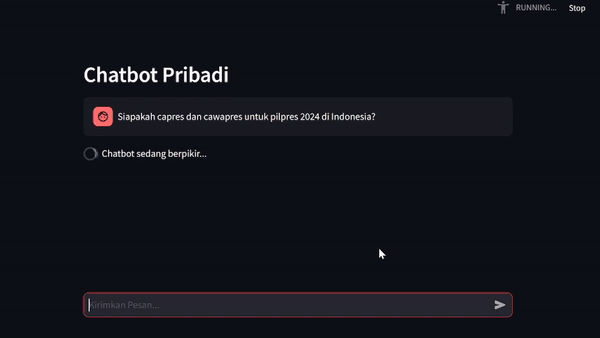 RUNNING...
Stop
Chatbot Pribadi
Siapakah capres dan cawapres untuk pilpres 2024 di Indonesia?
Chatbot sedang berpikir...
Kirimkan Pesan...